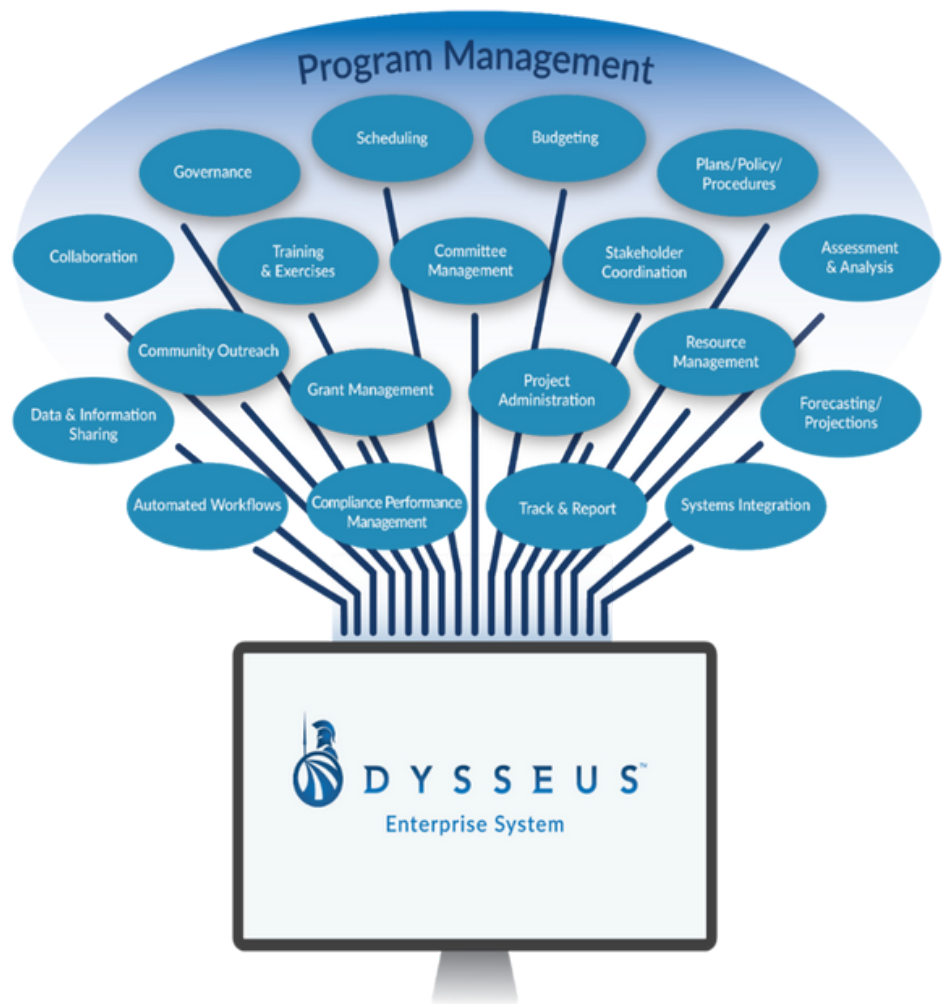 Program Management
Scheduling
Budgeting
Governance
Plans/Policy/
Procedures
Collaboration
Training
& Exercises
Committee
Management
Stakeholder
Coordination
Assessment
& Analysis
Community Outreach
Resource
Management
Grant Management
Project
Administration
Data & Information
Sharing
Forecasting/
Projections
Automated Workflows
Compliance Performance
Management
Track & Report
Systems Integration
ODYSSEUS™
Enterprise System